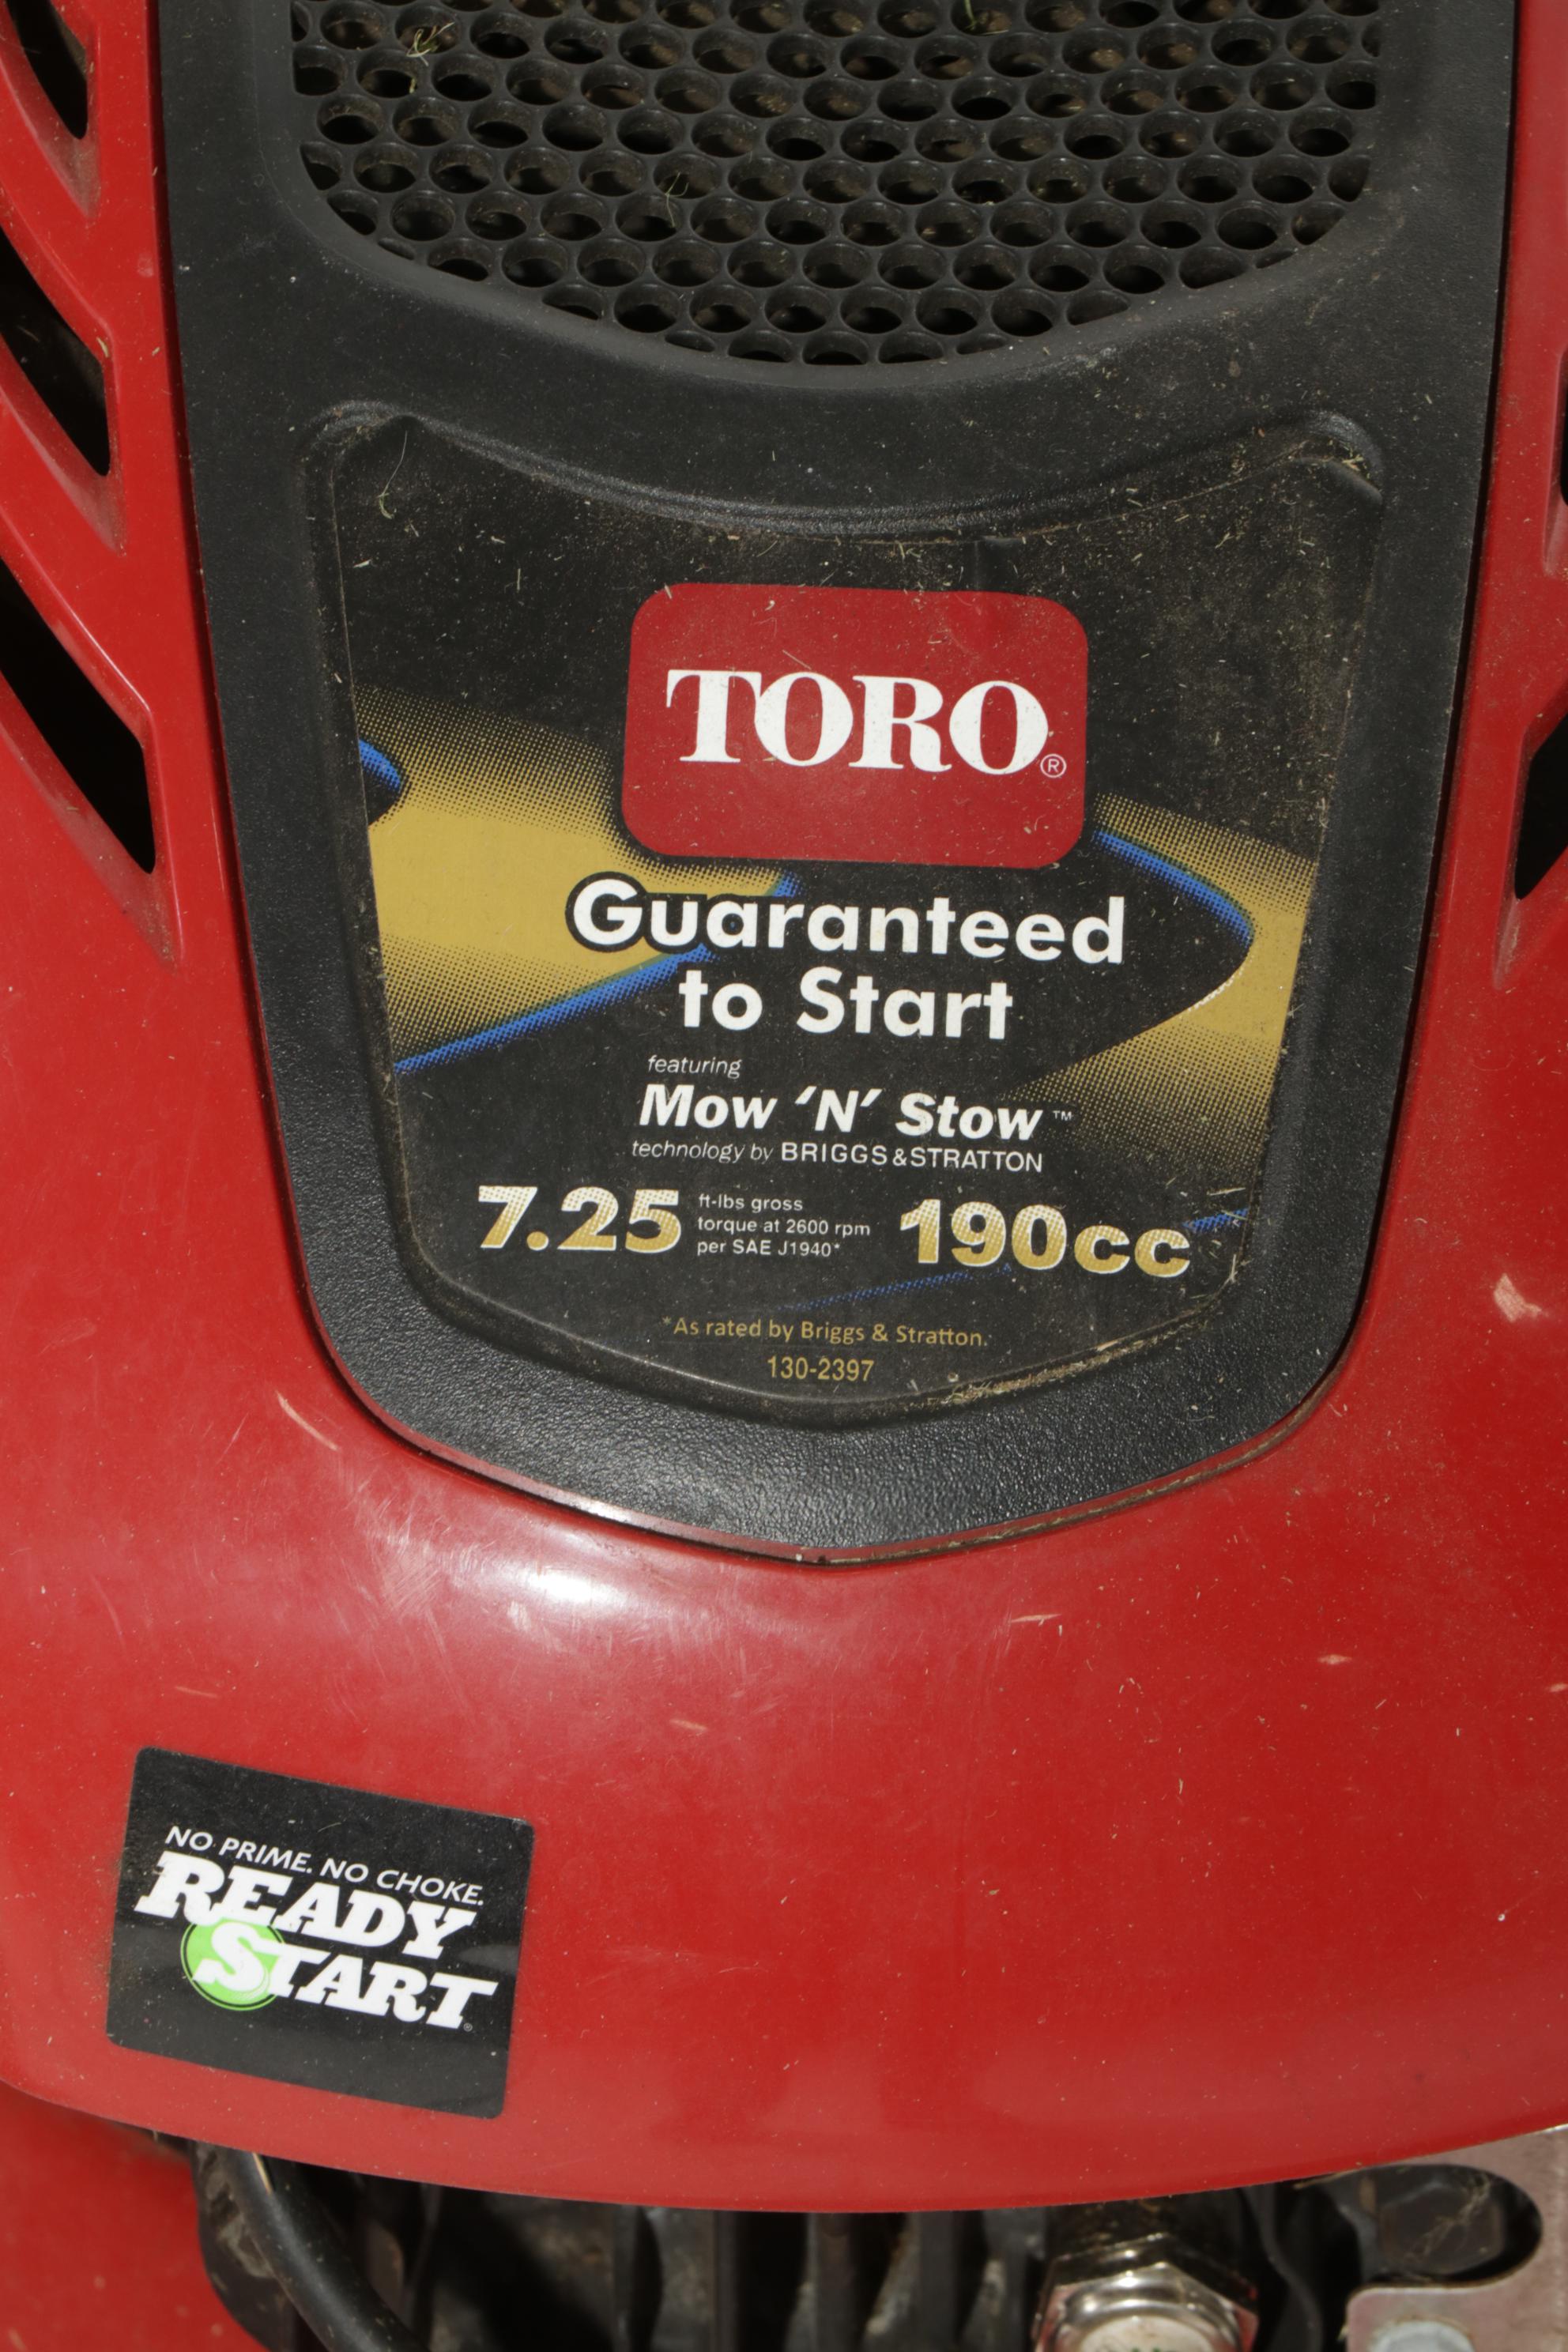 TORO®
Guaranteed
to Start
featuring
Mow ‘N’ Stow™
technology by BRIGGS & STRATTON
7.25 ft-lbs gross torque at 2600 rpm per SAE J1940* 190cc
*As rated by Briggs & Stratton.
130-2397
NO PRIME. NO CHOKE.
READY
START®